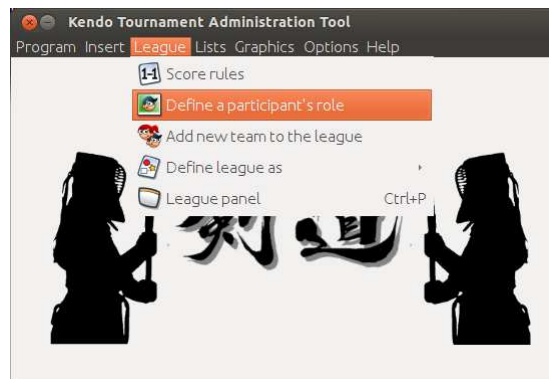 Kendo Tournament Administration Tool
Program Insert League Lists Graphics Options Help
1-1 Score rules
Define a participant's role
Add new team to the league
Define league as
League panel Ctrl+P
剣道